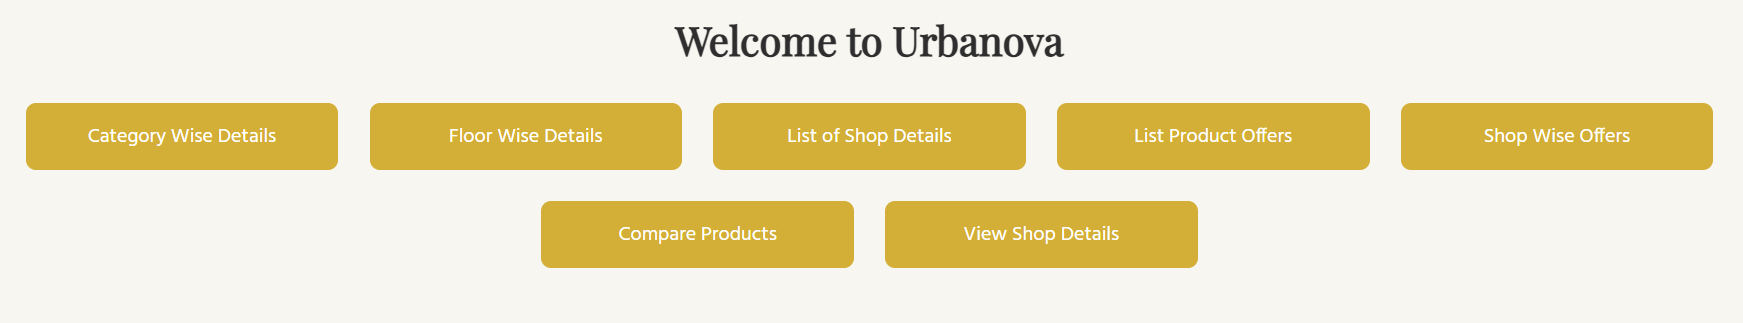 Welcome to Urbanova
Category Wise Details
Floor Wise Details
List of Shop Details
List Product Offers
Shop Wise Offers
Compare Products
View Shop Details